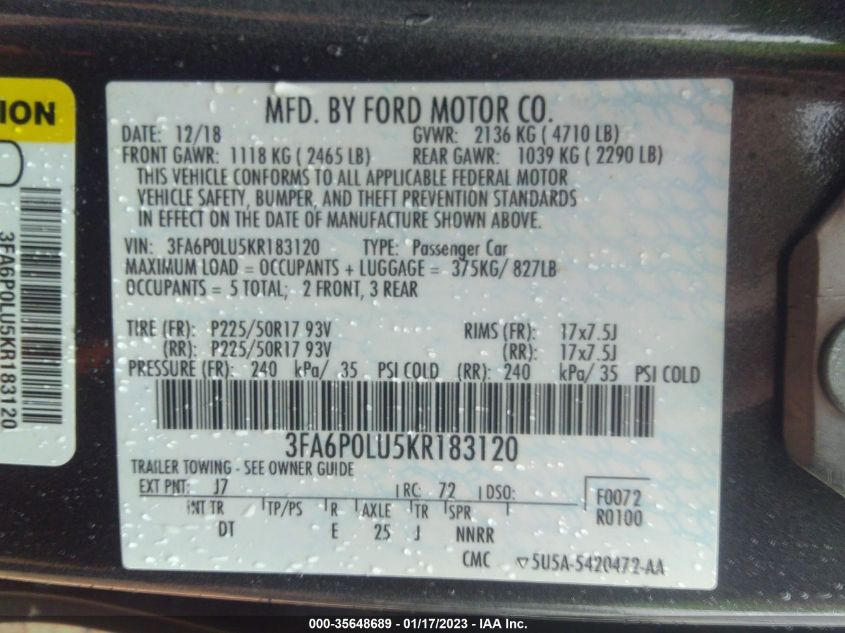 ION
3FA6P0LU5KR183120
MFD. BY FORD MOTOR CO.
DATE: 12/18 GVWR: 2136 KG ( 4710 LB)
FRONT GAWR: 1118 KG ( 2465 LB) REAR GAWR: 1039 KG ( 2290 LB)
THIS VEHICLE CONFORMS TO ALL APPLICABLE FEDERAL MOTOR
VEHICLE SAFETY, BUMPER, AND THEFT PREVENTION STANDARDS
IN EFFECT ON THE DATE OF MANUFACTURE SHOWN ABOVE.
VIN: 3FA6P0LU5KR183120 TYPE: Passenger Car
MAXIMUM LOAD = OCCUPANTS + LUGGAGE = 375KG/ 827LB
OCCUPANTS = 5 TOTAL; 2 FRONT, 3 REAR
TIRE (FR): P225/50R17 93V RIMS (FR): 17x7.5J
(RR): P225/50R17 93V (RR): 17x7.5J
PRESSURE (FR): 240 kPa/ 35 PSI COLD (RR): 240 kPa/ 35 PSI COLD
3FA6P0LU5KR183120
TRAILER TOWING - SEE OWNER GUIDE
EXT PNT: J7 RC: 72 DSO: F0072
INT TR TP/PS R AXLE TR SPR R0100
DT E 25 J NNRR
CMC 5U5A-5420472-AA
000-35648689 - 01/17/2023 - IAA Inc.